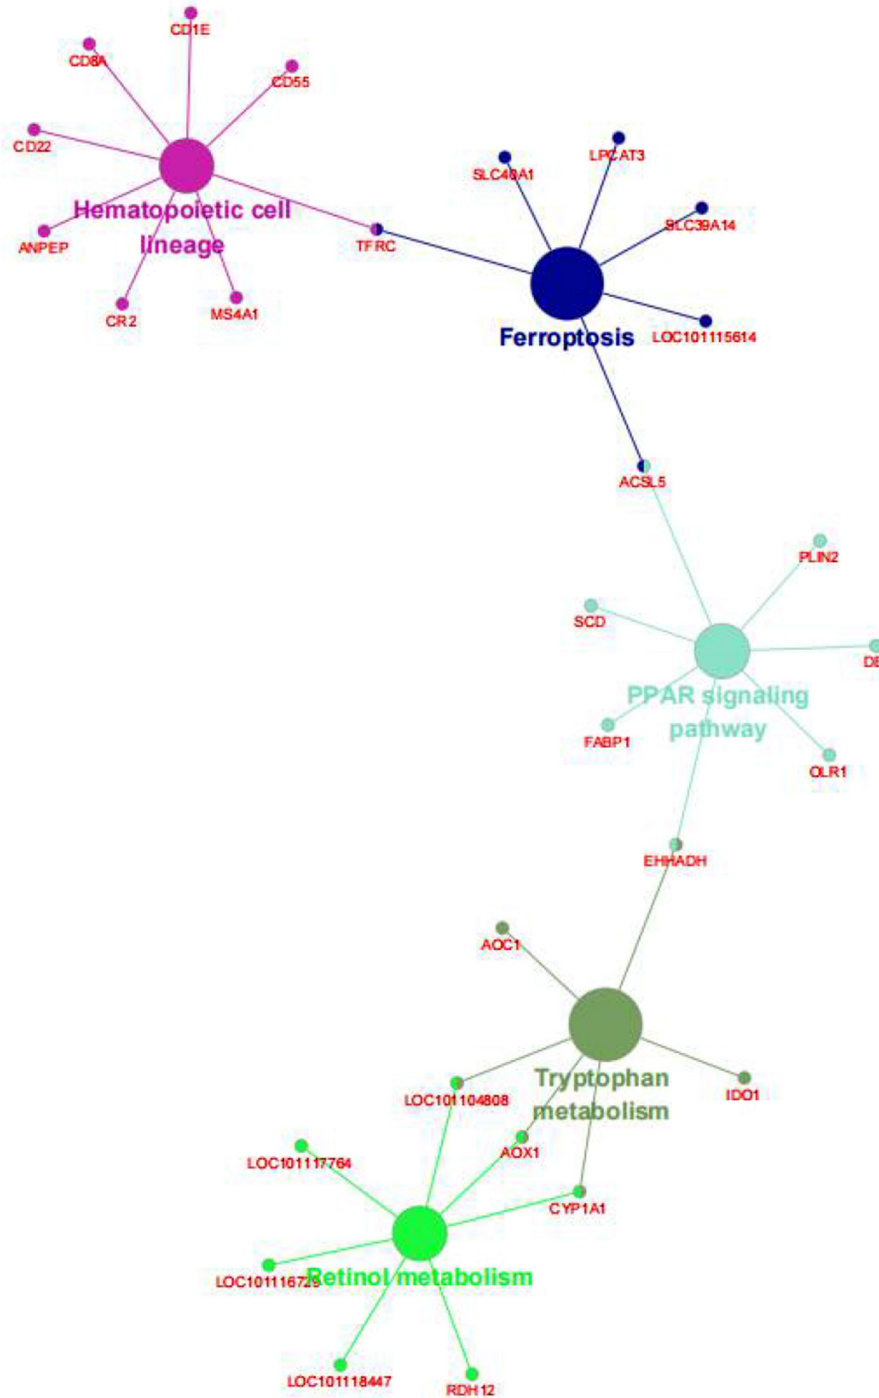 CD1E
CD8A
CD55
CD22
LPCAT3
SLC40A1
Hematopoietic cell
lineage
SLC39A14
ANPEP
TFRC
CR2
MS4A1
Ferroptosis
LOC101115614
ACSL5
PLIN2
SCD
PPAR signaling
pathway
FABP1
OLR1
EHHADH
AOC1
Tryptophan
metabolism
IDO1
LOC101104808
AOX1
LOC101117764
CYP1A1
Retinol metabolism
LOC101118447
RDH12